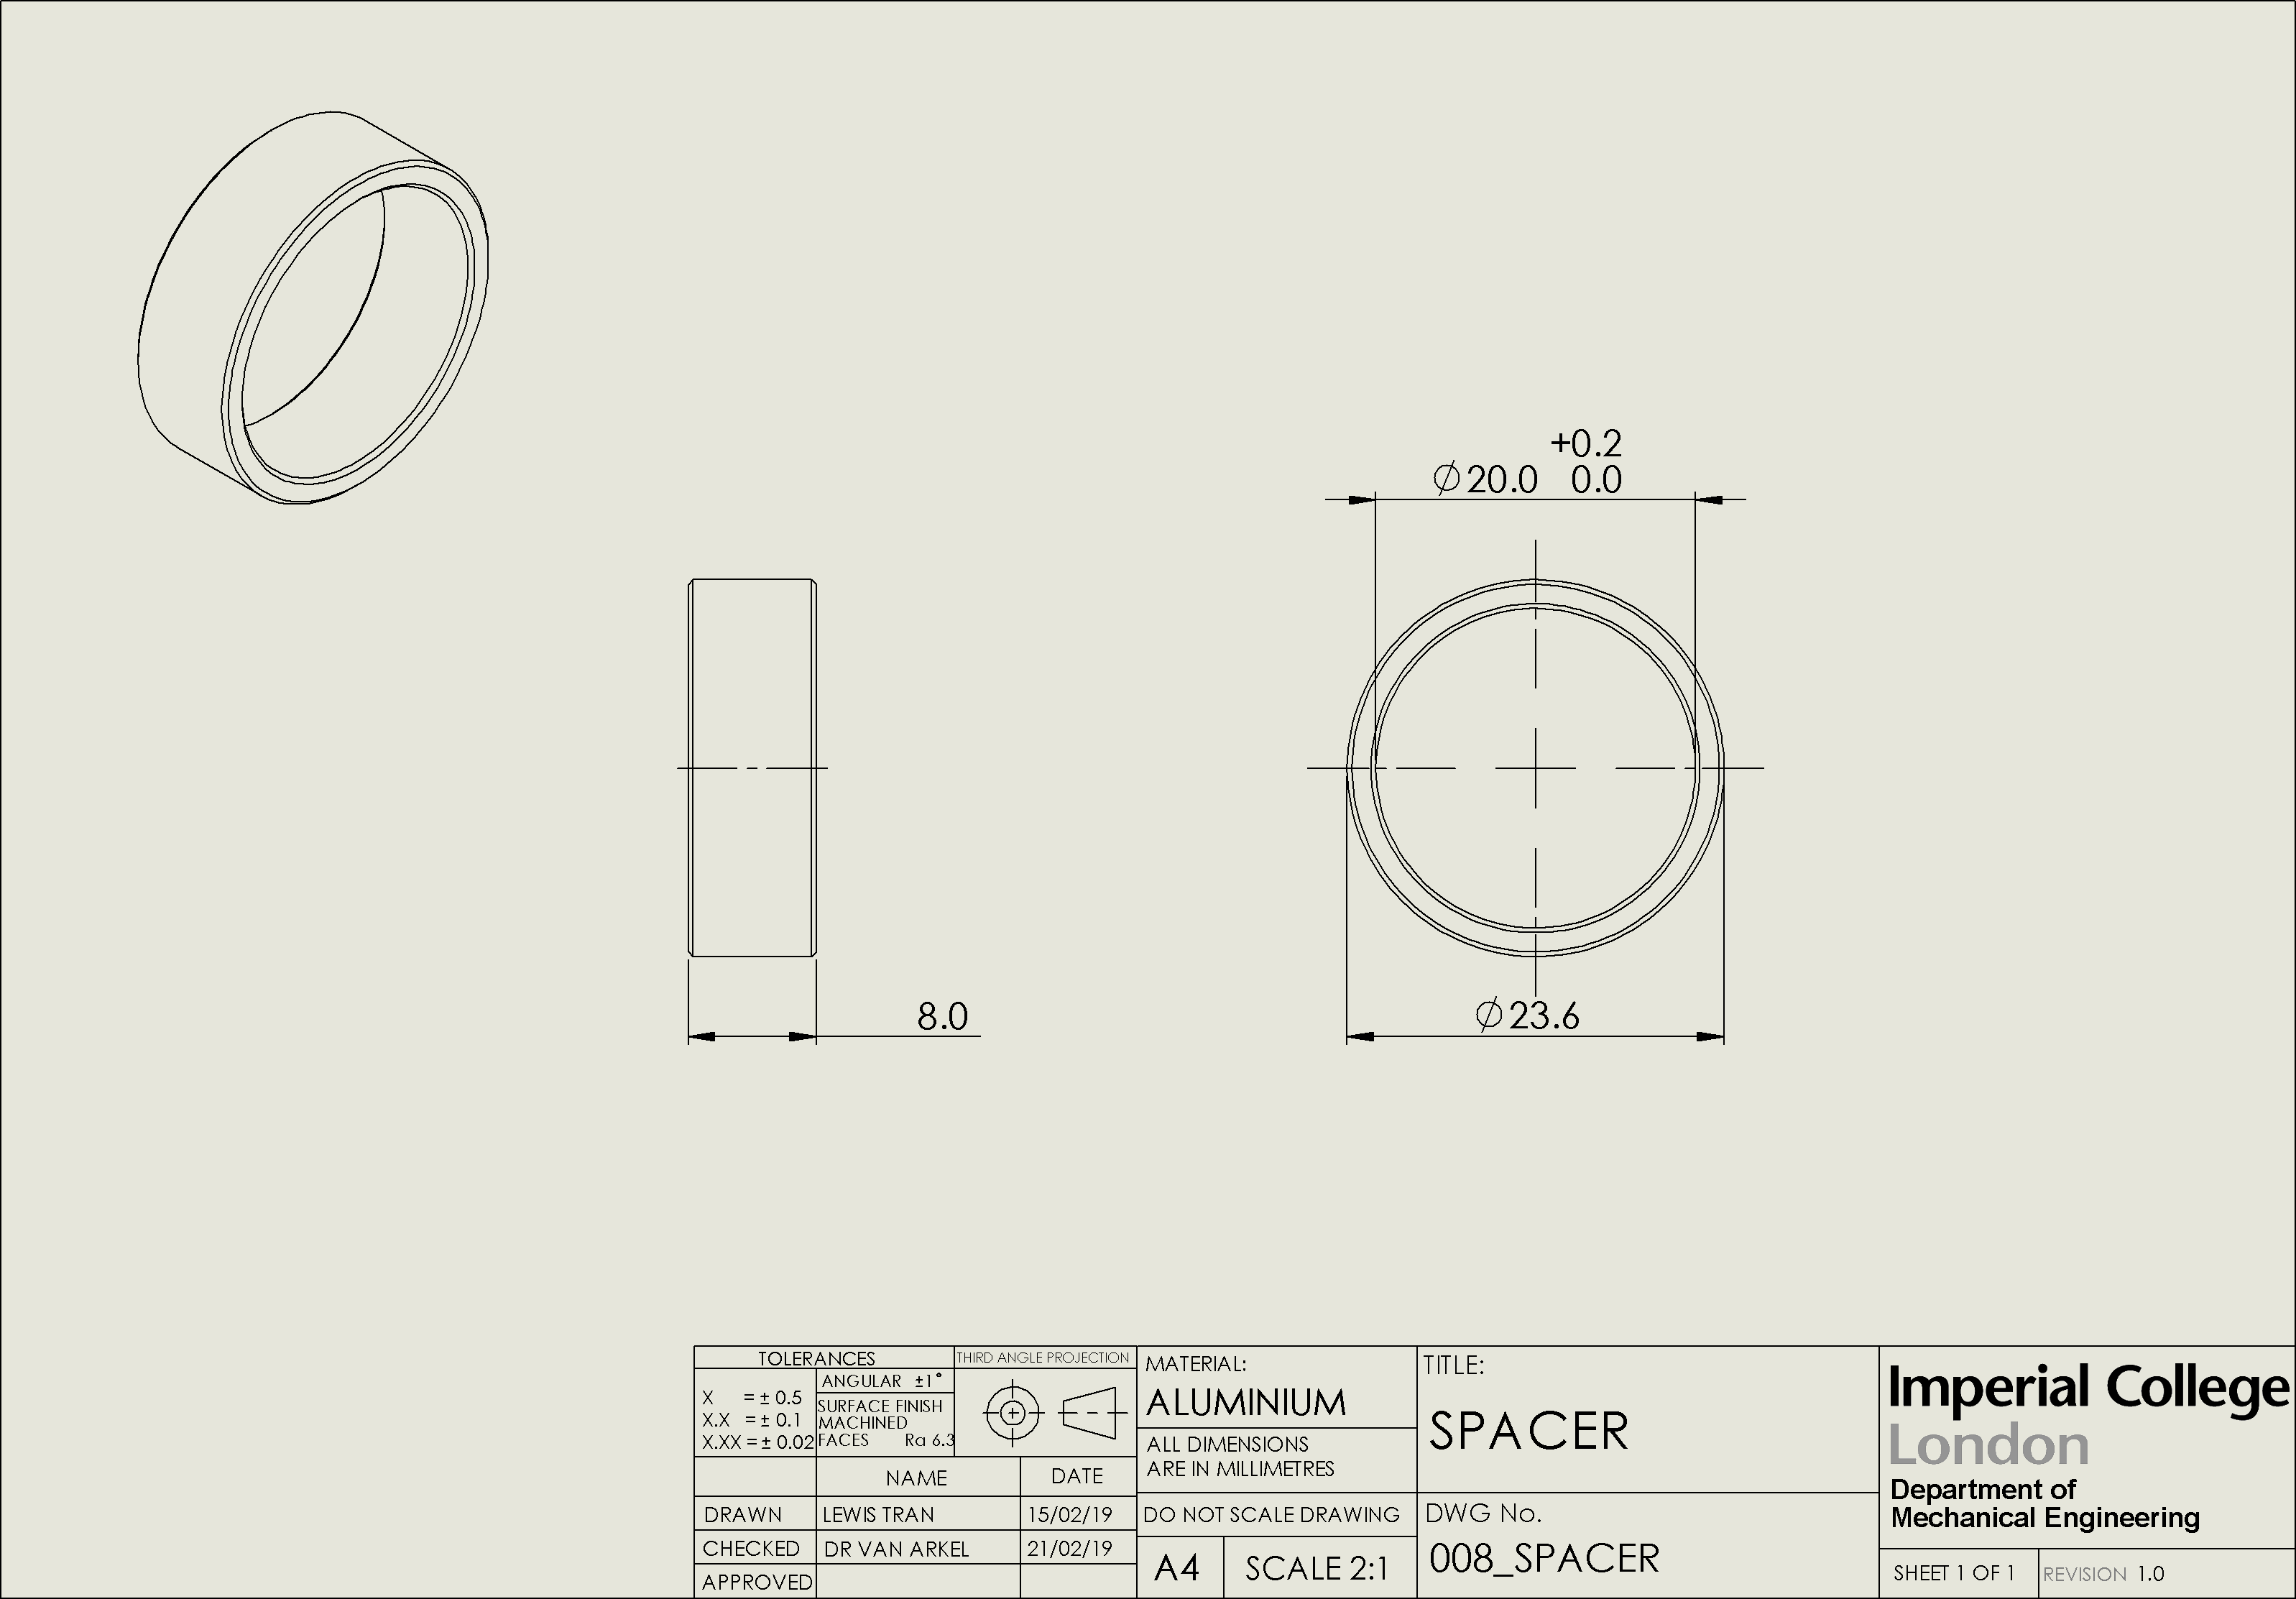 +0.2
⌀20.0 0.0
8.0
⌀23.6
TOLERANCES
X = ± 0.5
X.X = ± 0.1
X.XX = ± 0.02
ANGULAR ±1°
SURFACE FINISH
MACHINED
FACES Ra 6.3
THIRD ANGLE PROJECTION
NAME DATE
DRAWN LEWIS TRAN 15/02/19
CHECKED DR VAN ARKEL 21/02/19
APPROVED
MATERIAL:
ALUMINIUM
ALL DIMENSIONS
ARE IN MILLIMETRES
DO NOT SCALE DRAWING
A4 SCALE 2:1
TITLE:
SPACER
DWG No.
008_SPACER
Imperial College
London
Department of
Mechanical Engineering
SHEET 1 OF 1 REVISION 1.0